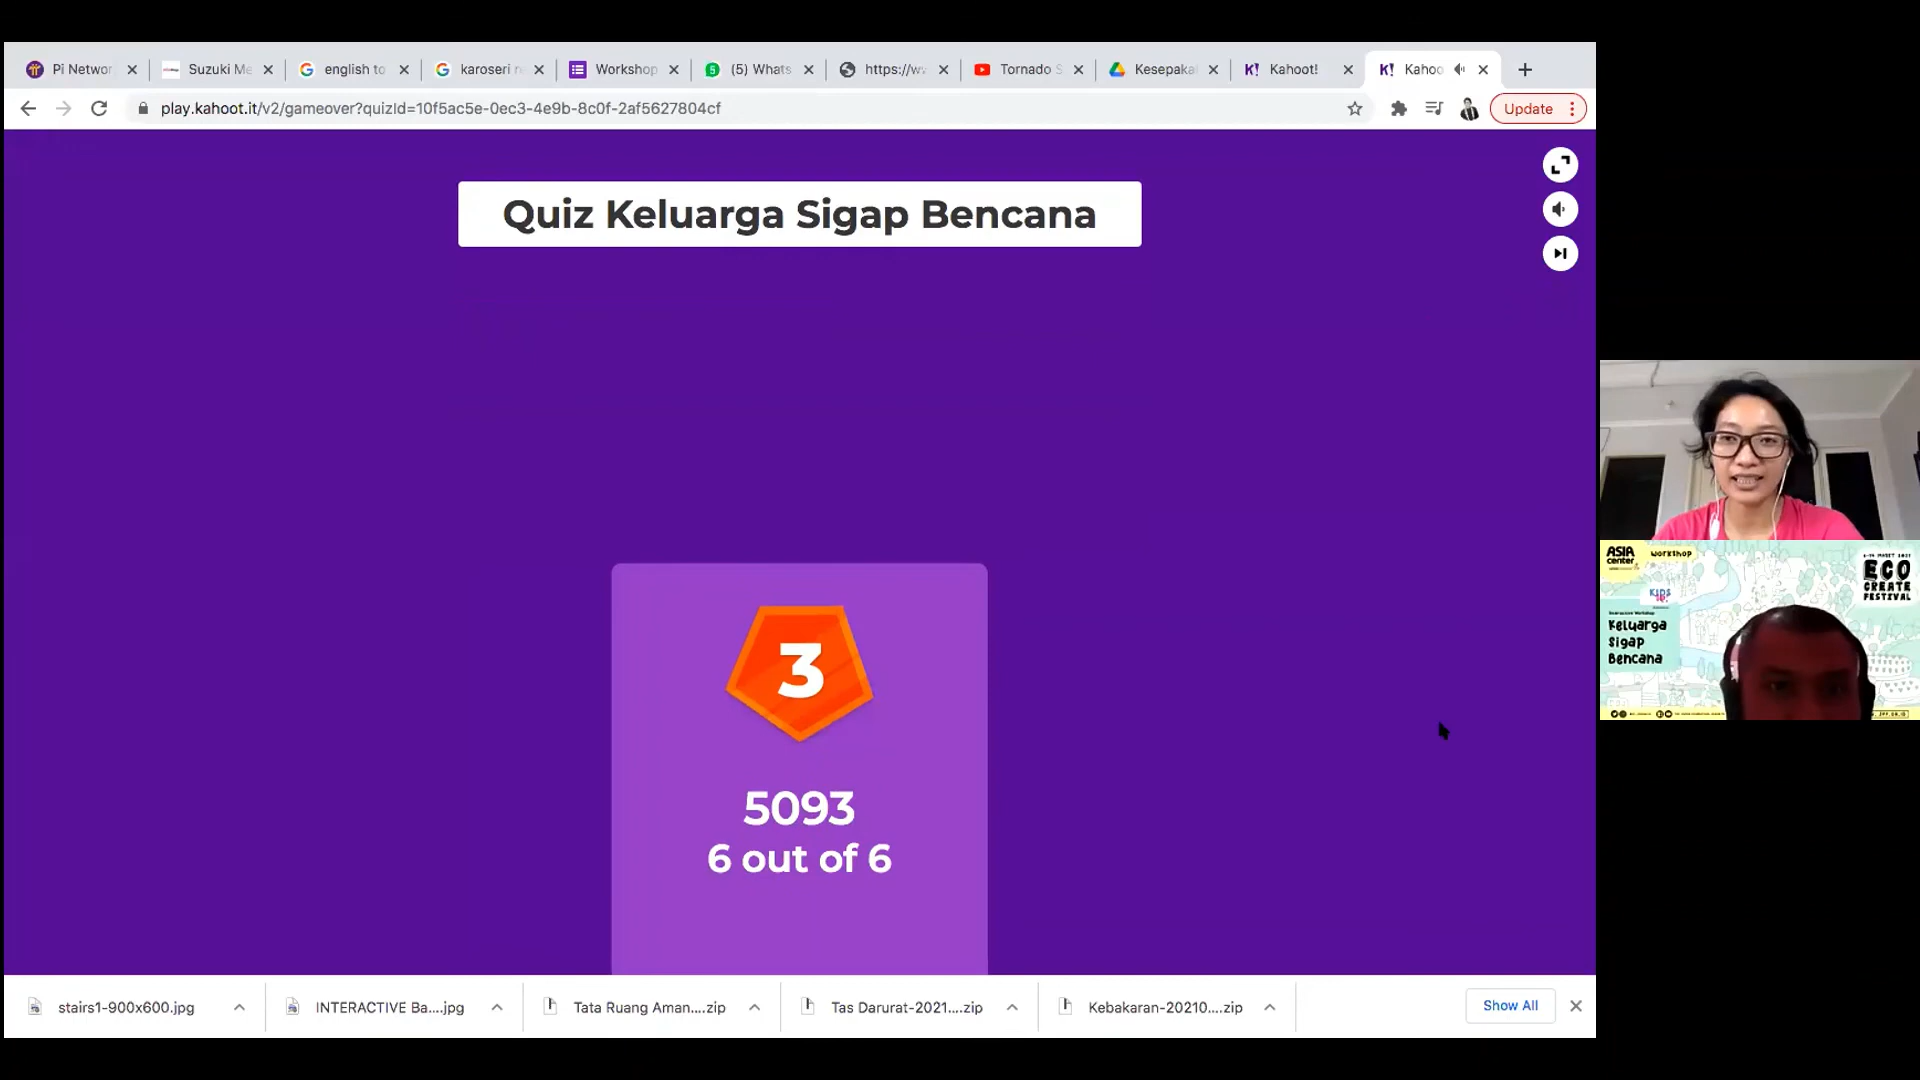 Pi Networ
Suzuki Me
english to
karoseri re
Workshop
(5) Whats
https://w
Tornado S
Kesepaka
K! Kahoot!
K! Kahoo
play.kahoot.it/v2/gameover?quizId=10f5ac5e-0ec3-4e9b-8c0f-2af5627804cf
Update
Quiz Keluarga Sigap Bencana
3
5093
6 out of 6
ASIA
center
workshop
ECO
CREATE
FESTIVAL
KIDS
Keluarga
Sigap
Bencana
stairs1-900x600.jpg
INTERACTIVE Ba....jpg
Tata Ruang Aman....zip
Tas Darurat-2021....zip
Kebakaran-20210....zip
Show All